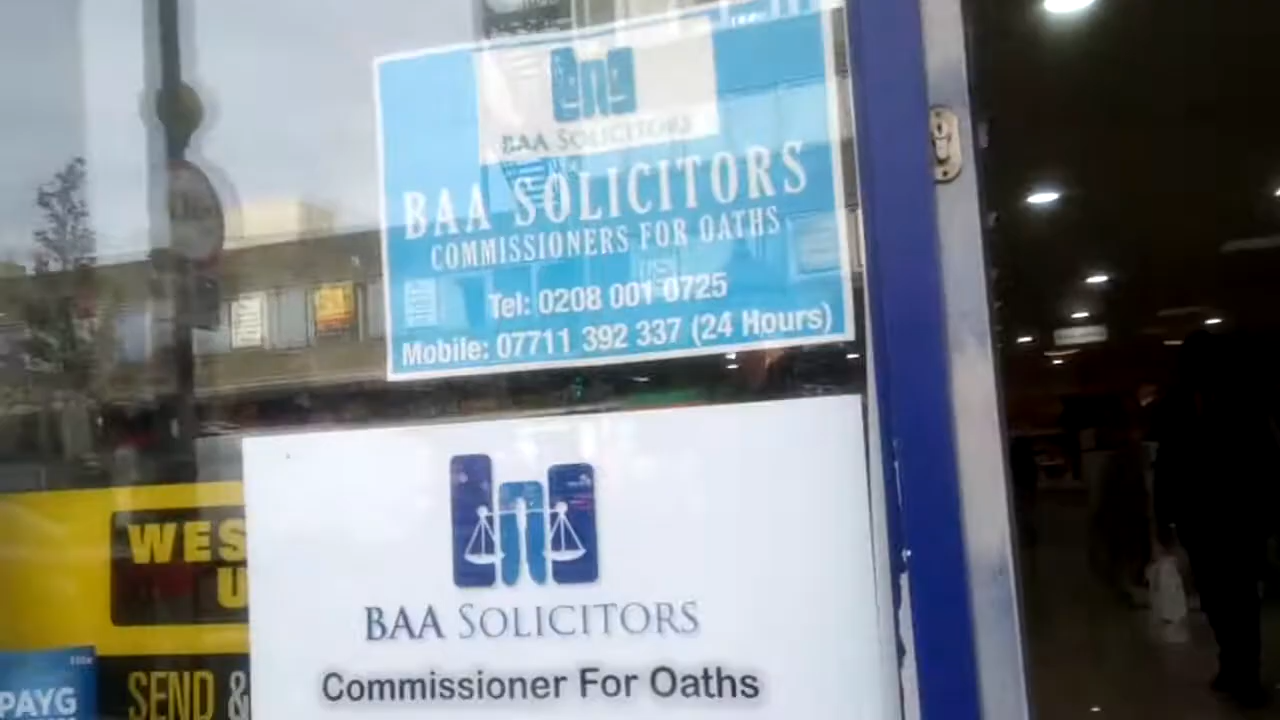 BAA SOLICITORS
BAA SOLICITORS
COMMISSIONERS FOR OATHS
Tel: 0208 001 0725
Mobile: 07711 392 337 (24 Hours)
BAA SOLICITORS
Commissioner For Oaths
WES
U
SEND &
PAYG